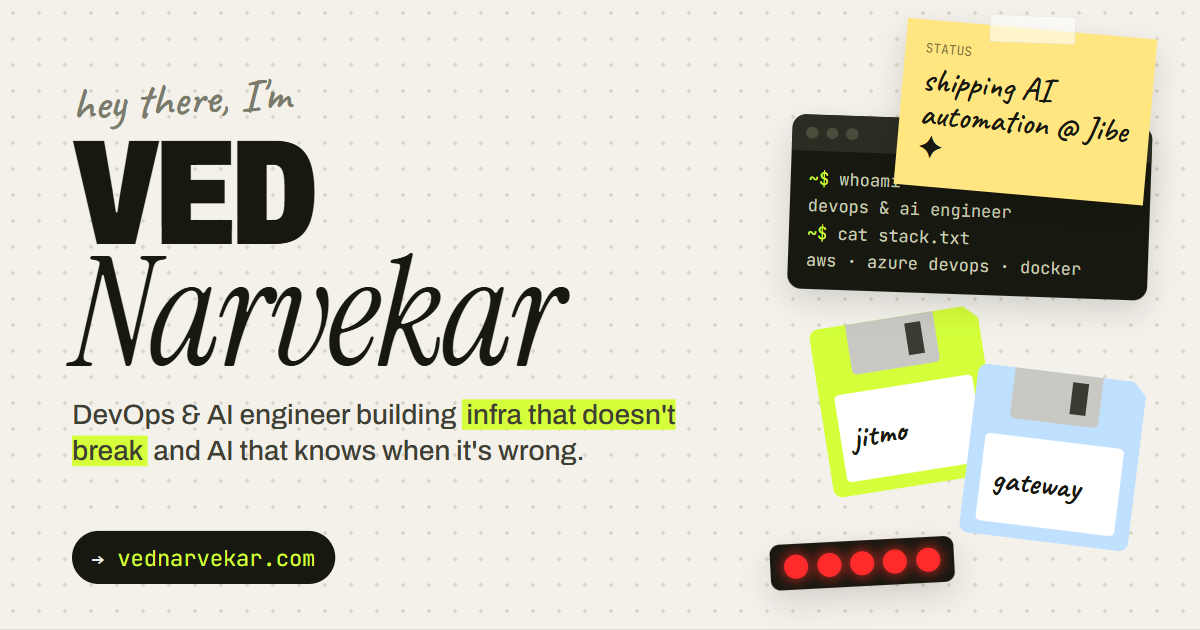 hey there, I'm
VED
Narvekar
DevOps & AI engineer building infra that doesn't
break and AI that knows when it's wrong.
→ vednarvekar.com
STATUS
shipping AI
automation @ Jibe
✦
~$ whoami
devops & ai engineer
~$ cat stack.txt
aws · azure devops · docker
jitmo
gateway